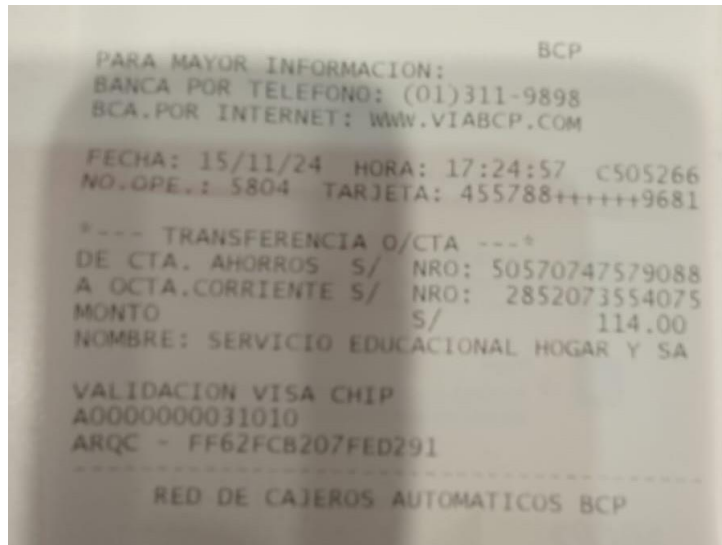 BCP
PARA MAYOR INFORMACION:
BANCA POR TELEFONO: (01)311-9898
BCA.POR INTERNET: WWW.VIABCP.COM
FECHA: 15/11/24 HORA: 17:24:57 C505266
NO.OPE.: 5804 TARJETA: 455788++++++9681
*--- TRANSFERENCIA O/CTA ---*
DE CTA. AHORROS S/ NRO: 50570747579088
A OCTA.CORRIENTE S/ NRO: 2852073554075
MONTO S/ 114.00
NOMBRE: SERVICIO EDUCACIONAL HOGAR Y SA
VALIDACION VISA CHIP
A0000000031010
ARQC - FF62FCB207FED291
RED DE CAJEROS AUTOMATICOS BCP